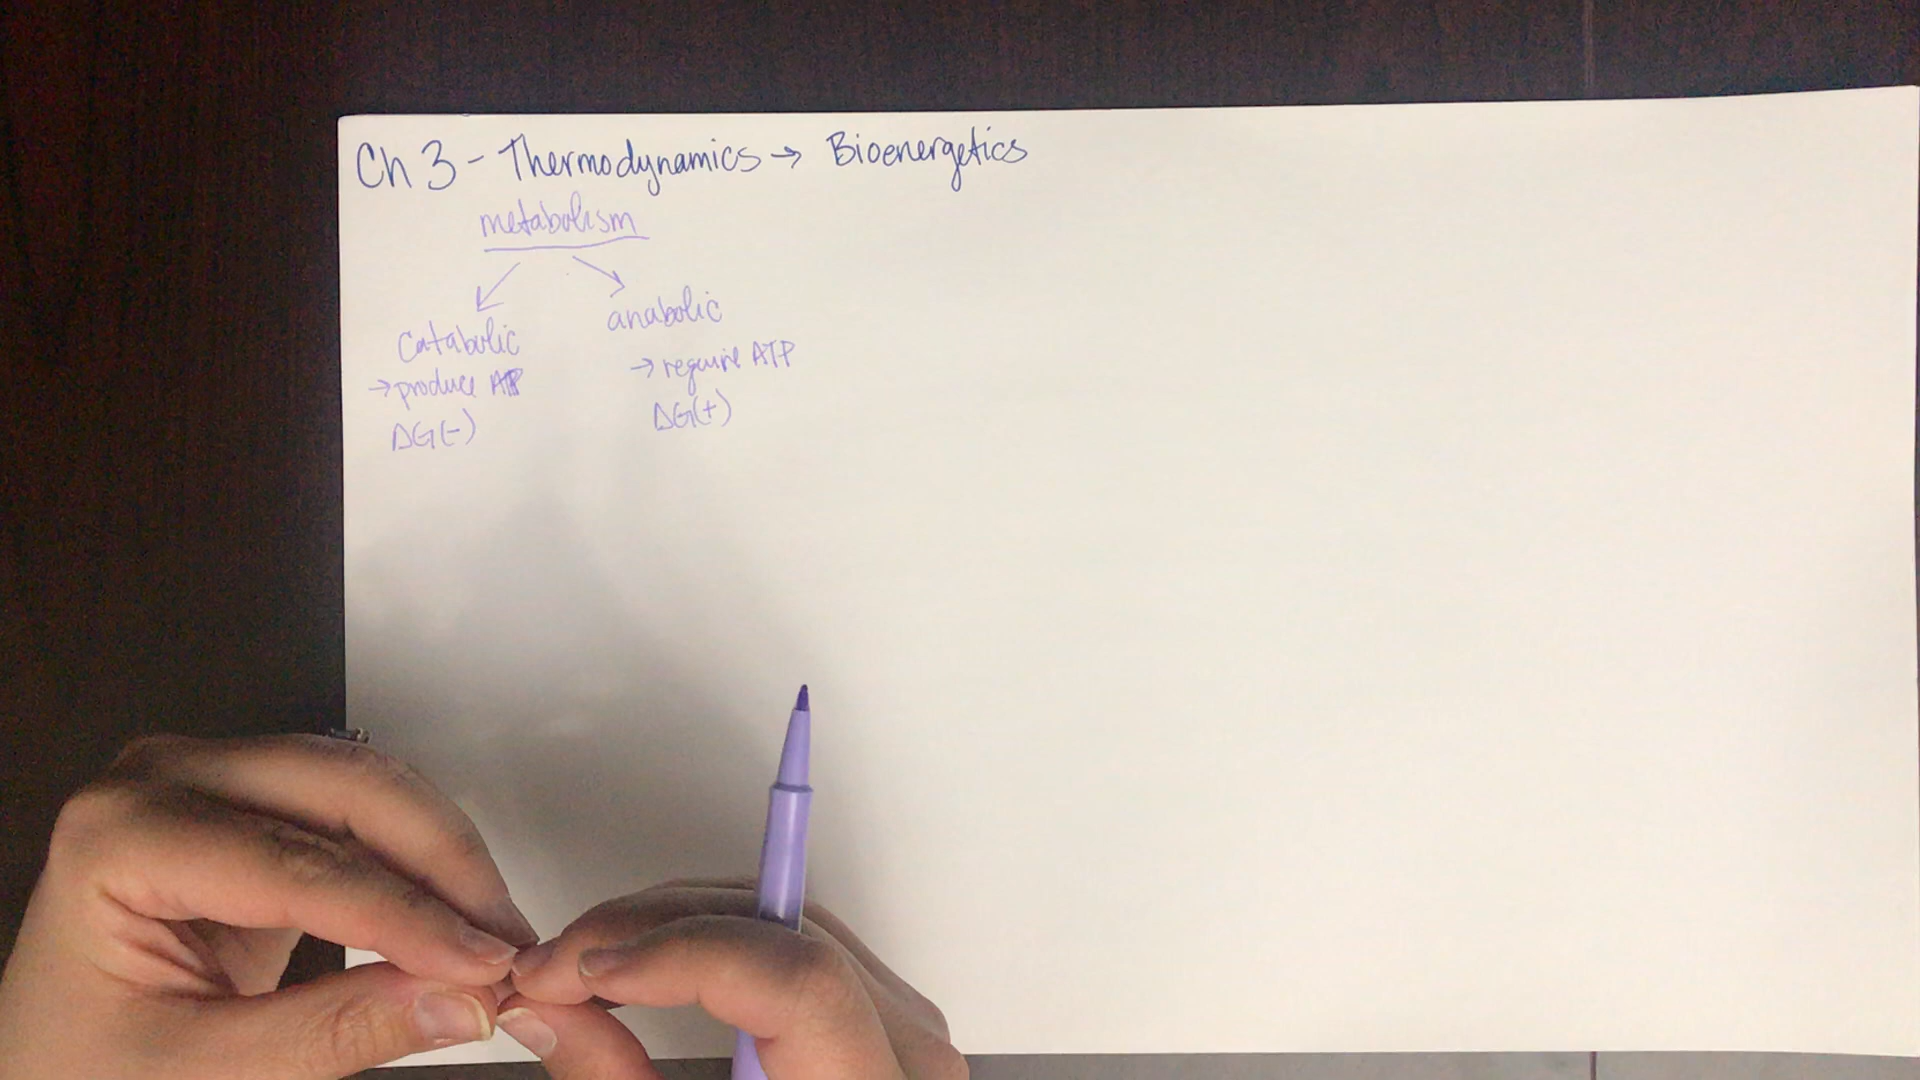 Ch 3 - Thermodynamics → Bioenergetics
metabolism
Catabolic
→ produce ATP
ΔG(-)
anabolic
→ require ATP
ΔG(+)